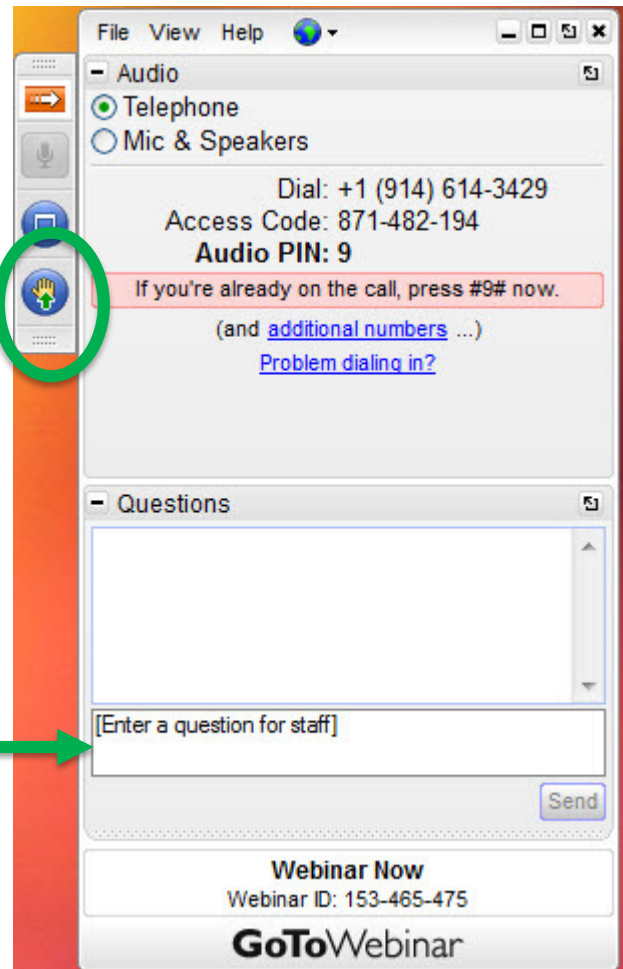 File View Help
Audio
Telephone
Mic & Speakers
Dial: +1 (914) 614-3429
Access Code: 871-482-194
Audio PIN: 9
If you're already on the call, press #9# now.
(and additional numbers ...)
Problem dialing in?
Questions
[Enter a question for staff]
Send
Webinar Now
Webinar ID: 153-465-475
GoToWebinar